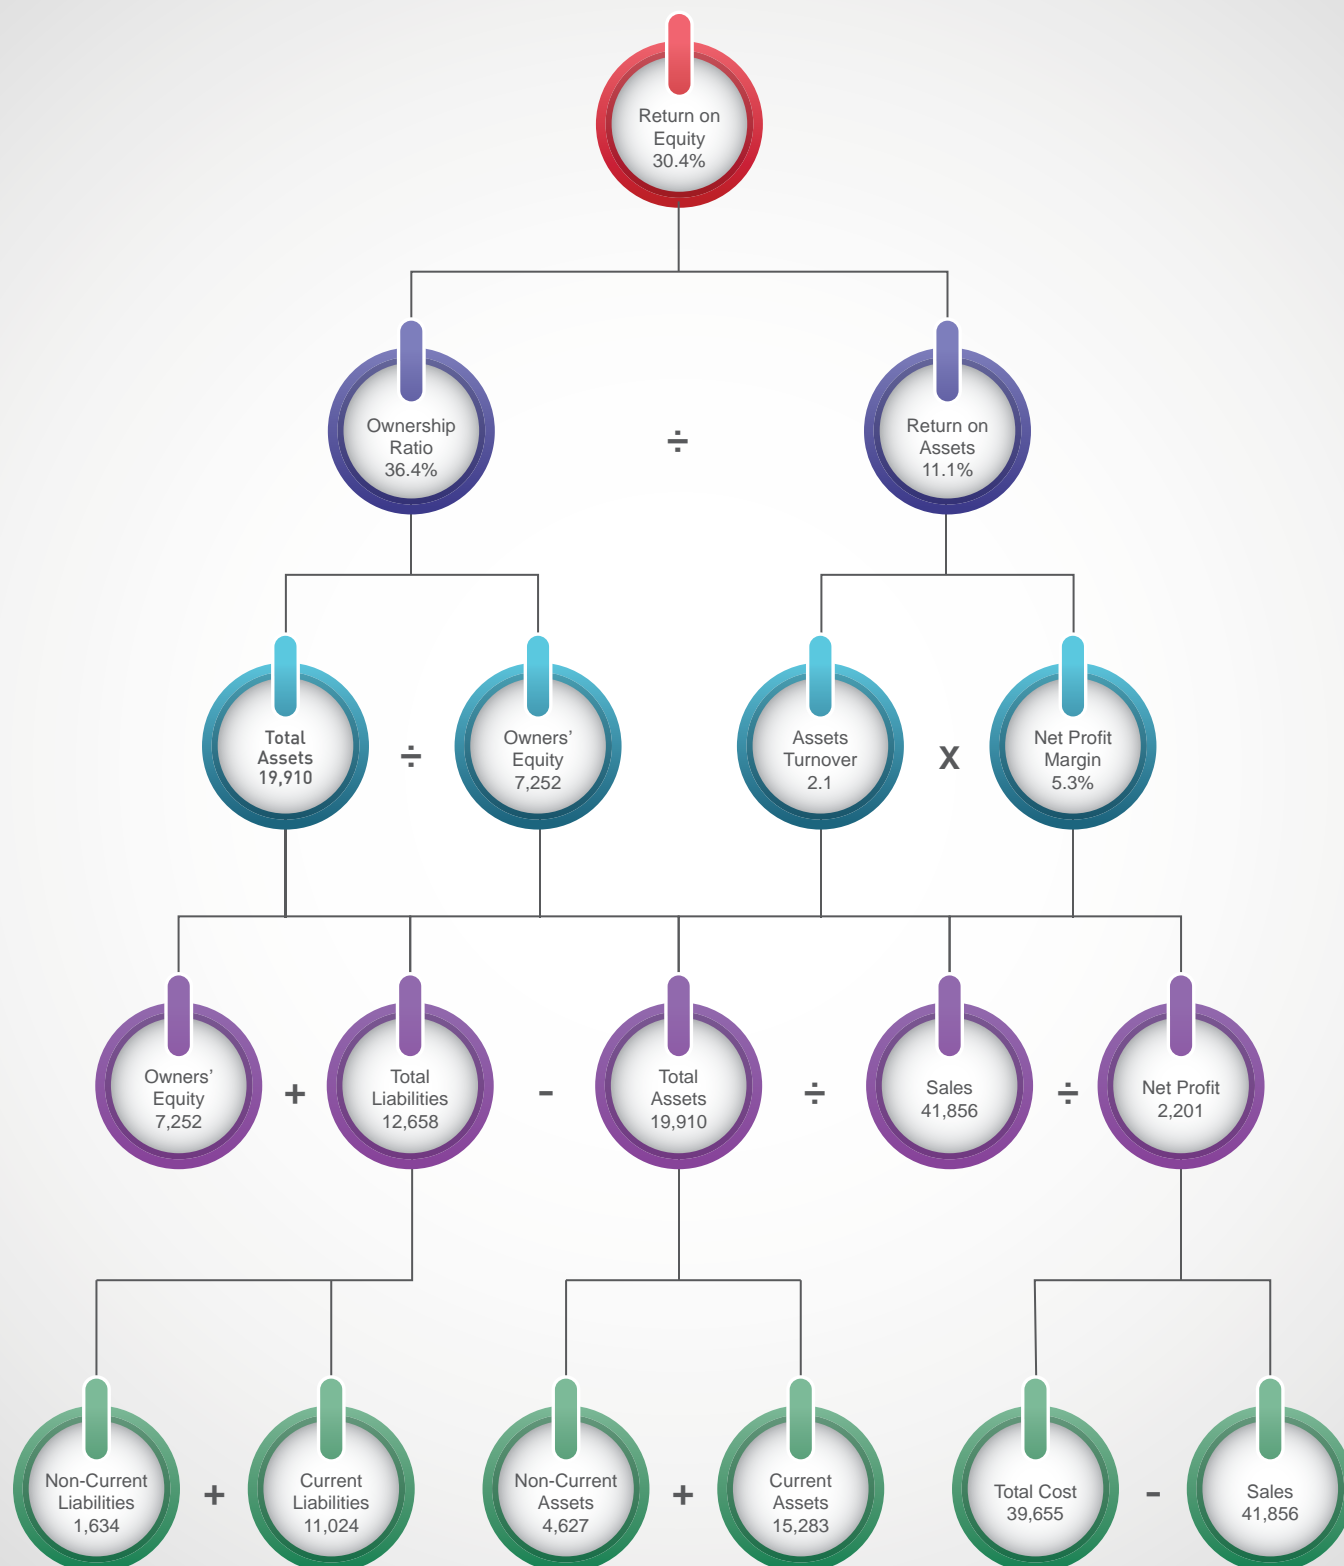 Return on
Equity
30.4%
Ownership
Ratio
36.4%
÷
Return on
Assets
11.1%
Total
Assets
19,910
÷
Owners'
Equity
7,252
Assets
Turnover
2.1
X
Net Profit
Margin
5.3%
Owners'
Equity
7,252
+
Total
Liabilities
12,658
-
Total
Assets
19,910
÷
Sales
41,856
÷
Net Profit
2,201
Non-Current
Liabilities
1,634
+
Current
Liabilities
11,024
Non-Current
Assets
4,627
+
Current
Assets
15,283
Total Cost
39,655
-
Sales
41,856